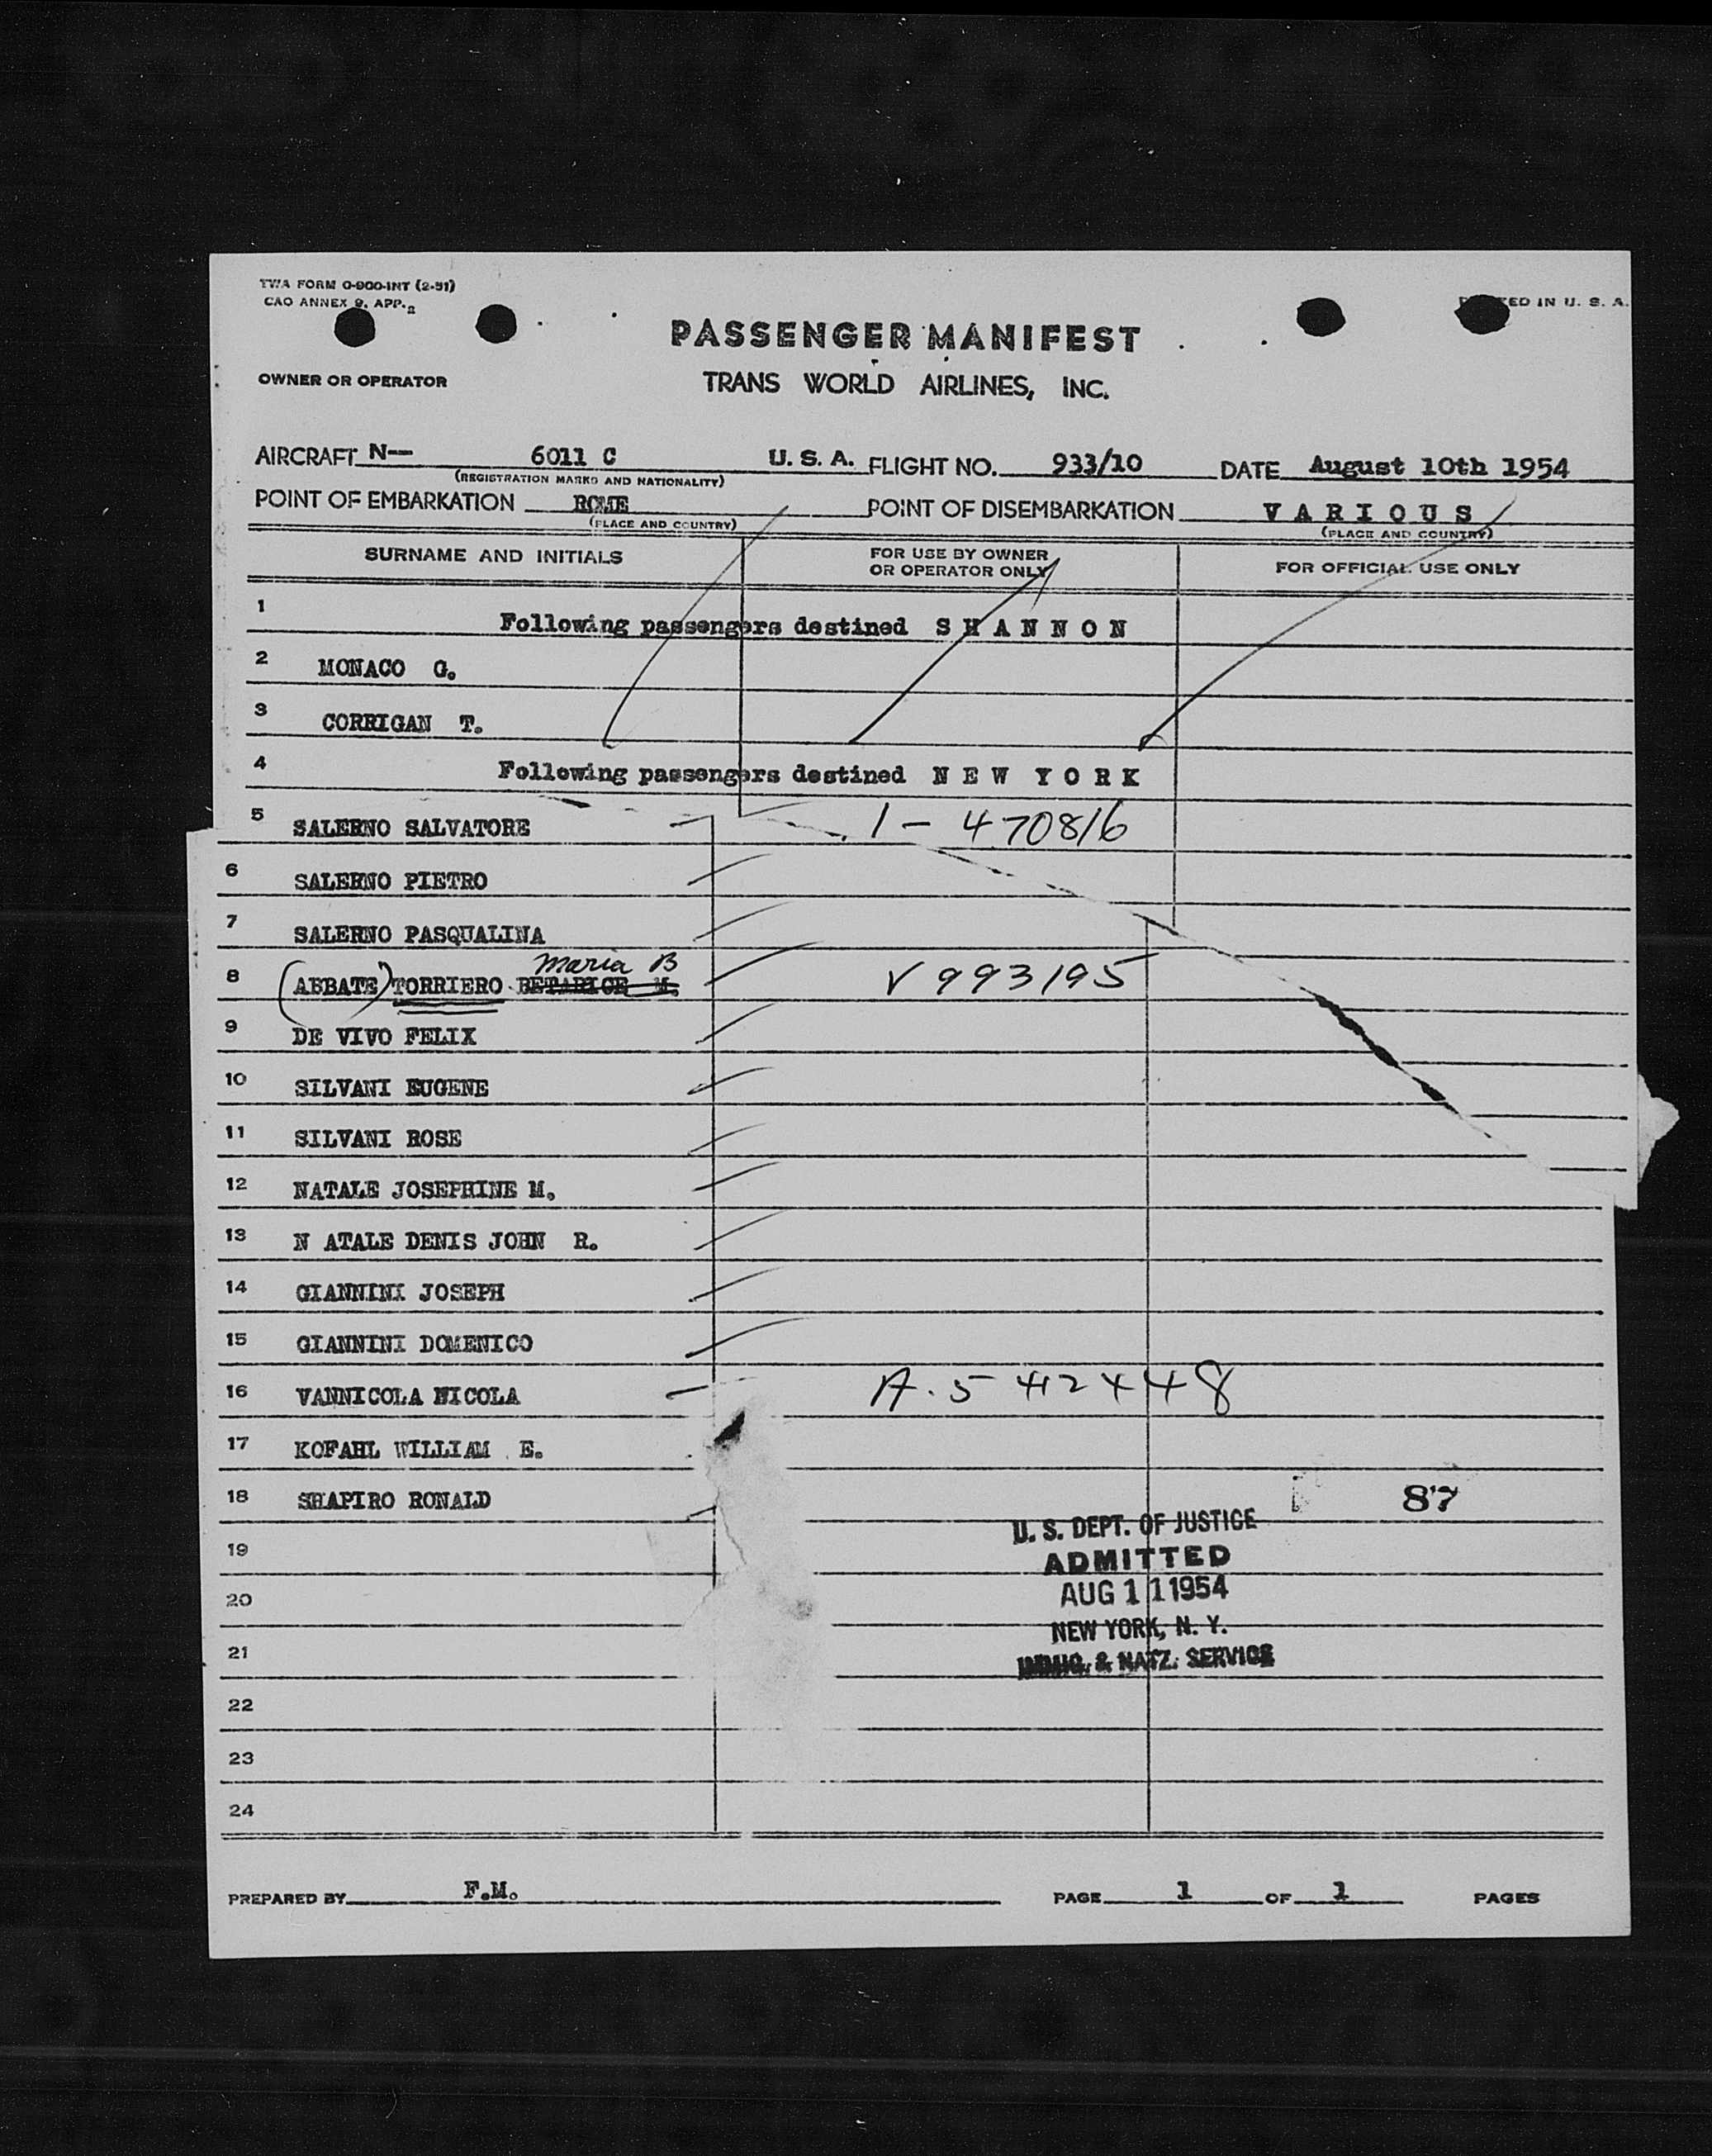 TWA FORM O-900-INT (2-51)
CAO ANNEX 9, APP. 2
ED IN U. S. A.
PASSENGER MANIFEST
OWNER OR OPERATOR
TRANS WORLD AIRLINES, INC.
AIRCRAFT N-- 6011 C U. S. A. FLIGHT NO. 933/10 DATE August 10th 1954
(REGISTRATION MARKS AND NATIONALITY)
POINT OF EMBARKATION ROME POINT OF DISEMBARKATION V A R I O U S
(PLACE AND COUNTRY) (PLACE AND COUNTRY)
SURNAME AND INITIALS FOR USE BY OWNER OR OPERATOR ONLY FOR OFFICIAL USE ONLY
1 Following passengers destined S H A N N O N
2 MONACO G.
3 CORRIGAN T.
4 Following passengers destined N E W Y O R K
5 SALERNO SALVATORE 1 - 470816
6 SALERNO PIETRO
7 SALERNO PASQUALINA
Maria B
8 (ABBATE) TORRIERO BETARICE M. V 993195
9 DE VIVO FELIX
10 SILVANI EUGENE
11 SILVANI ROSE
12 NATALE JOSEPHINE M.
13 N ATALE DENIS JOHN R.
14 GIANNINI JOSEPH
15 GIANNINI DOMENICO
16 VANNICOLA NICOLA A. 5 412448
17 KOFAHL WILLIAM E.
18 SHAPIRO RONALD 87
U. S. DEPT. OF JUSTICE
19
ADMITTED
20 AUG 11 1954
NEW YORK, N. Y.
21 IMMIG. & NATZ. SERVICE
22
23
24
PREPARED BY F.M. PAGE 1 OF 1 PAGES